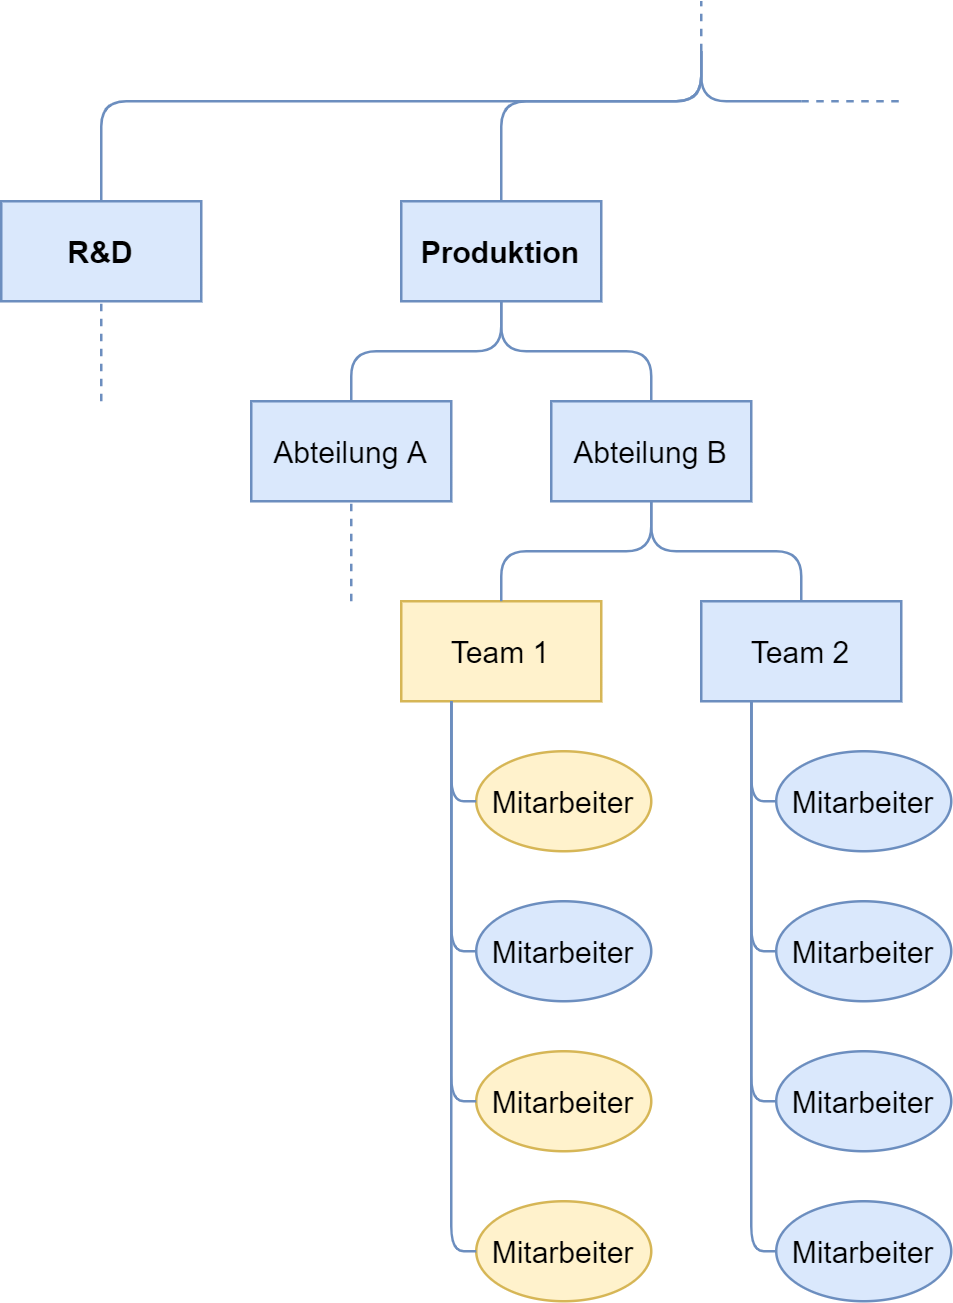 R&D
Produktion
Abteilung A
Abteilung B
Team 1
Team 2
Mitarbeiter
Mitarbeiter
Mitarbeiter
Mitarbeiter
Mitarbeiter
Mitarbeiter
Mitarbeiter
Mitarbeiter